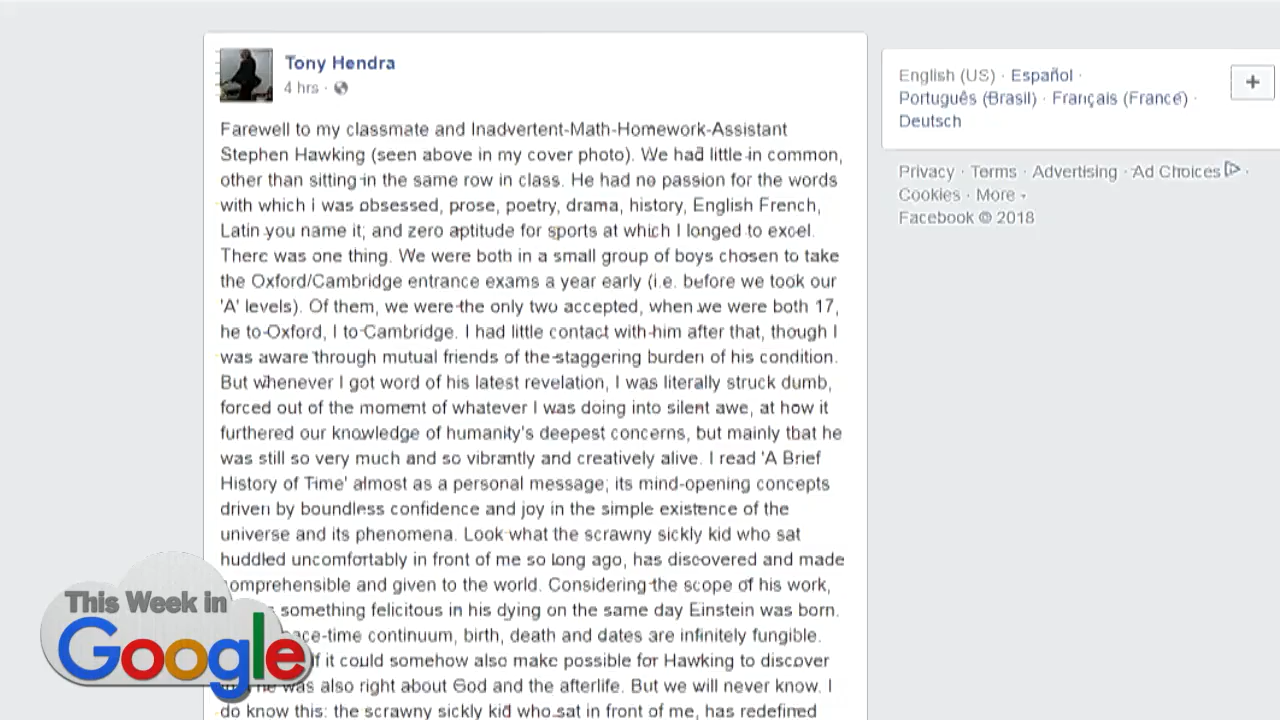 Tony Hendra
4 hrs ·
Farewell to my classmate and Inadvertent-Math-Homework-Assistant
Stephen Hawking (seen above in my cover photo). We had little in common,
other than sitting in the same row in class. He had no passion for the words
with which i was obsessed, prose, poetry, drama, history, English French,
Latin you name it; and zero aptitude for sports at which I longed to excel.
There was one thing. We were both in a small group of boys chosen to take
the Oxford/Cambridge entrance exams a year early (i.e. before we took our
'A' levels). Of them, we were the only two accepted, when we were both 17,
he to Oxford, I to Cambridge. I had little contact with him after that, though I
was aware through mutual friends of the staggering burden of his condition.
But whenever I got word of his latest revelation, I was literally struck dumb,
forced out of the moment of whatever I was doing into silent awe, at how it
furthered our knowledge of humanity's deepest concerns, but mainly that he
was still so very much and so vibrantly and creatively alive. I read 'A Brief
History of Time' almost as a personal message; its mind-opening concepts
driven by boundless confidence and joy in the simple existence of the
universe and its phenomena. Look what the scrawny sickly kid who sat
huddled uncomfortably in front of me so long ago, has discovered and made
omprehensible and given to the world. Considering the scope of his work,
something felicitous in his dying on the same day Einstein was born.
ace-time continuum, birth, death and dates are infinitely fungible.
if it could somehow also make possible for Hawking to discover
he was also right about God and the afterlife. But we will never know. I
do know this: the scrawny sickly kid who sat in front of me, has redefined
English (US) · Español ·
Português (Brasil) · Français (France) ·
Deutsch
+
Privacy · Terms · Advertising · Ad Choices ·
Cookies · More
Facebook © 2018
This Week in
Google